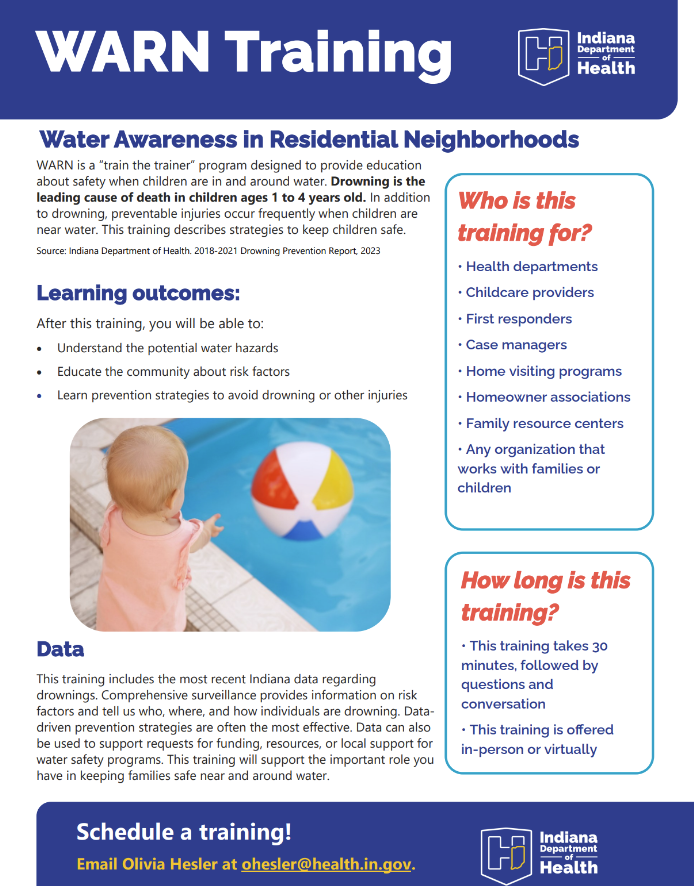 WARN Training
Indiana
Department
of
Health
Water Awareness in Residential Neighborhoods
WARN is a “train the trainer” program designed to provide education
about safety when children are in and around water. Drowning is the
leading cause of death in children ages 1 to 4 years old. In addition
to drowning, preventable injuries occur frequently when children are
near water. This training describes strategies to keep children safe.
Source: Indiana Department of Health. 2018-2021 Drowning Prevention Report, 2023
Learning outcomes:
After this training, you will be able to:
• Understand the potential water hazards
• Educate the community about risk factors
• Learn prevention strategies to avoid drowning or other injuries
Data
This training includes the most recent Indiana data regarding
drownings. Comprehensive surveillance provides information on risk
factors and tell us who, where, and how individuals are drowning. Data-
driven prevention strategies are often the most effective. Data can also
be used to support requests for funding, resources, or local support for
water safety programs. This training will support the important role you
have in keeping families safe near and around water.
Who is this
training for?
• Health departments
• Childcare providers
• First responders
• Case managers
• Home visiting programs
• Homeowner associations
• Family resource centers
• Any organization that
works with families or
children
How long is this
training?
• This training takes 30
minutes, followed by
questions and
conversation
• This training is offered
in-person or virtually
Schedule a training!
Email Olivia Hesler at ohesler@health.in.gov.
Indiana
Department
of
Health